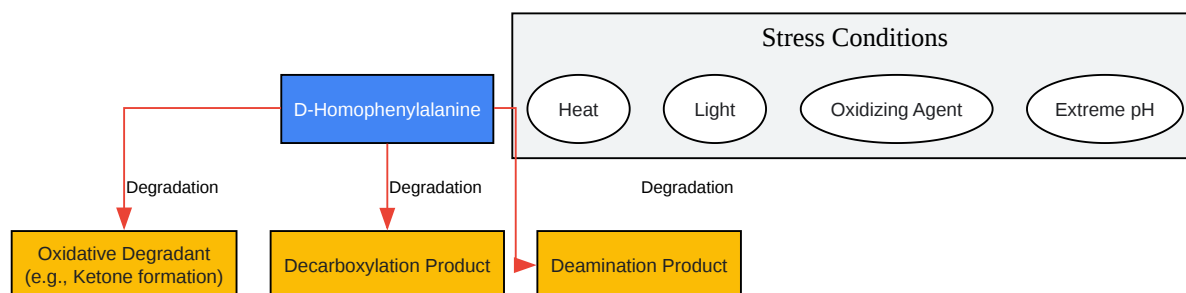 Stress Conditions
D-Homophenylalanine
Heat
Light
Oxidizing Agent
Extreme pH
Degradation
Degradation
Degradation
Oxidative Degradant
(e.g., Ketone formation)
Decarboxylation Product
Deamination Product